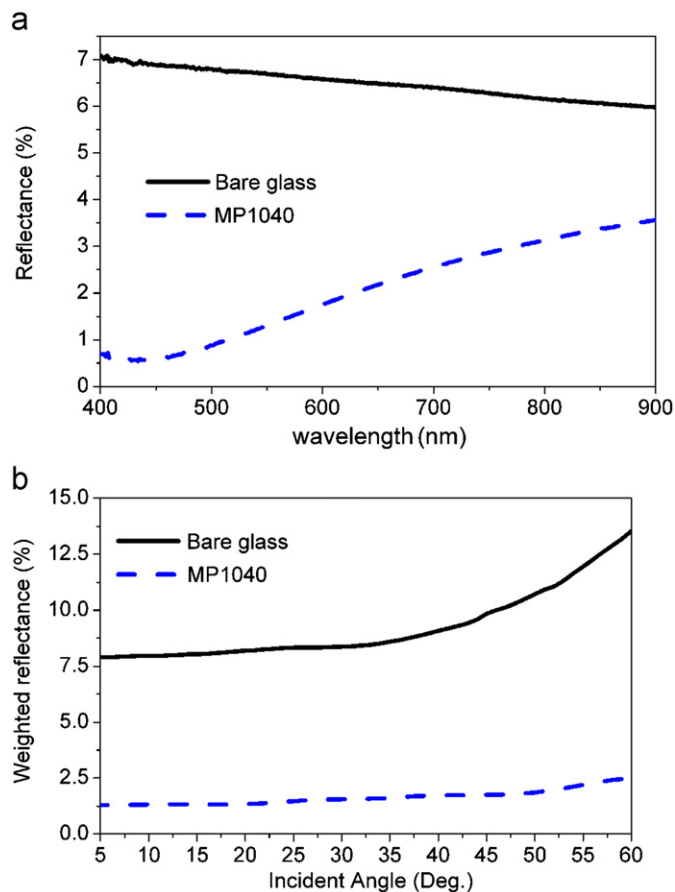 a
7
6
5
4
3
2
1
0
Reflectance (%)
Bare glass
MP1040
400 500 600 700 800 900
wavelength (nm)
b
15.0
12.5
10.0
7.5
5.0
2.5
0.0
Weighted reflectance (%)
Bare glass
MP1040
5 10 15 20 25 30 35 40 45 50 55 60
Incident Angle (Deg.)